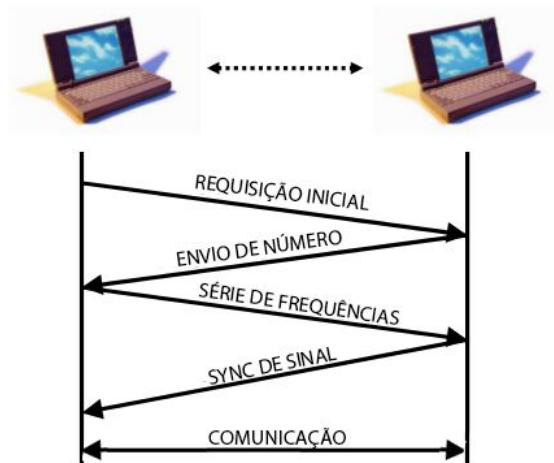 REQUISIÇÃO INICIAL
ENVIO DE NÚMERO
SÉRIE DE FREQUÊNCIAS
SYNC DE SINAL
COMUNICAÇÃO